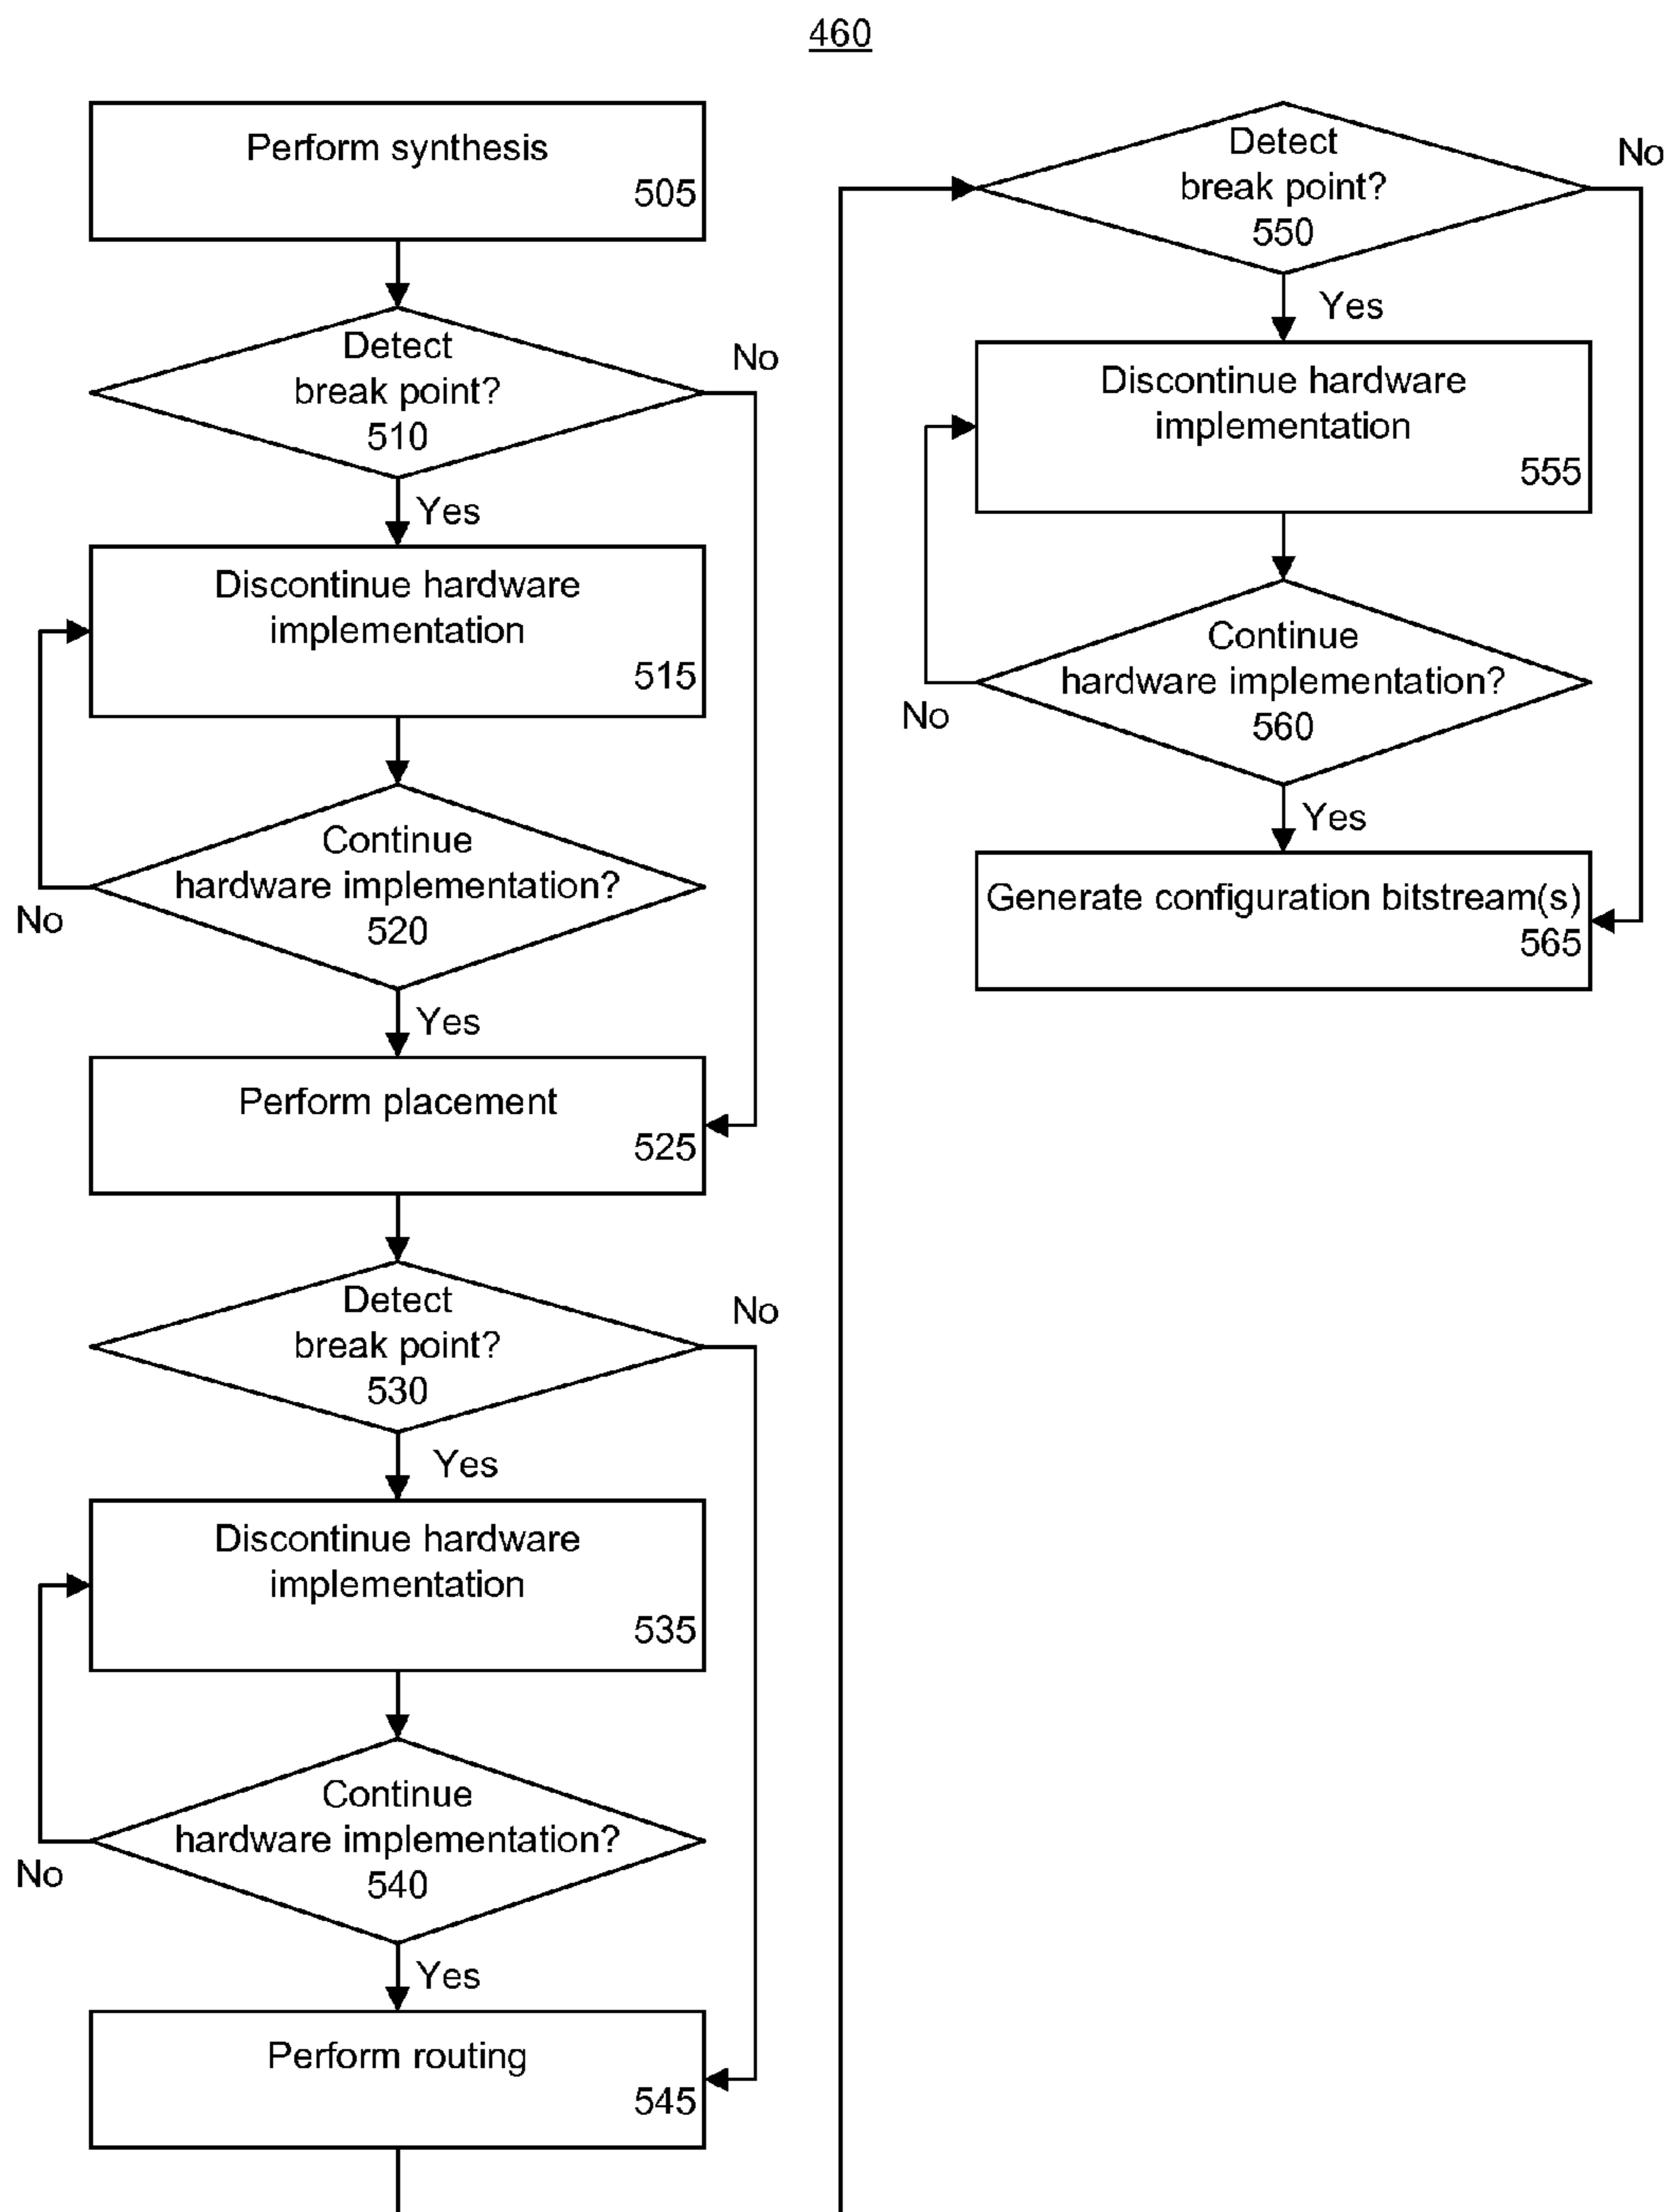 460
Perform synthesis
505
Detect
break point?
510
No
Yes
Discontinue hardware
implementation
515
Continue
hardware implementation?
520
No
Yes
Perform placement
525
Detect
break point?
530
No
Yes
Discontinue hardware
implementation
535
Continue
hardware implementation?
540
No
Yes
Perform routing
545
Detect
break point?
550
No
Yes
Discontinue hardware
implementation
555
Continue
hardware implementation?
560
No
Yes
Generate configuration bitstream(s)
565